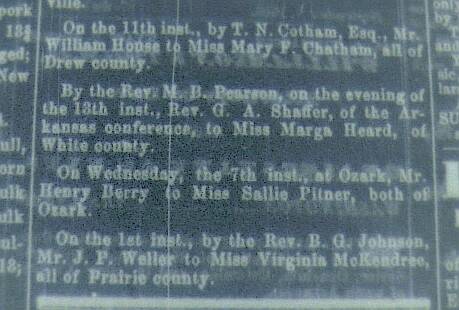 ville.
On the 11th inst., by T. N. Cotham, Esq., Mr.
William House to Miss Mary F. Chatham, all of
Drew county.
By the Rev. M. B. Pearson, on the evening of
the 13th inst., Rev. G. A. Shaffer, of the Ar-
kansas conference, to Miss Marga Heard, of
White county.
On Wednesday, the 7th inst., at Ozark, Mr.
Henry Berry to Miss Sallie Pitner, both of
Ozark.
On the 1st inst., by the Rev. B. G. Johnson,
Mr. J. P. Weller to Miss Virginia McKendree,
all of Prairie county.